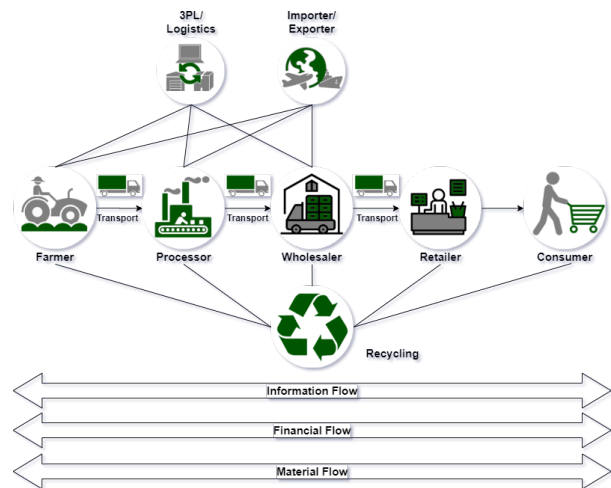 3PL/
Logistics
Importer/
Exporter
Transport
Transport
Transport
Farmer
Processor
Wholesaler
Retailer
Consumer
Recycling
Information Flow
Financial Flow
Material Flow